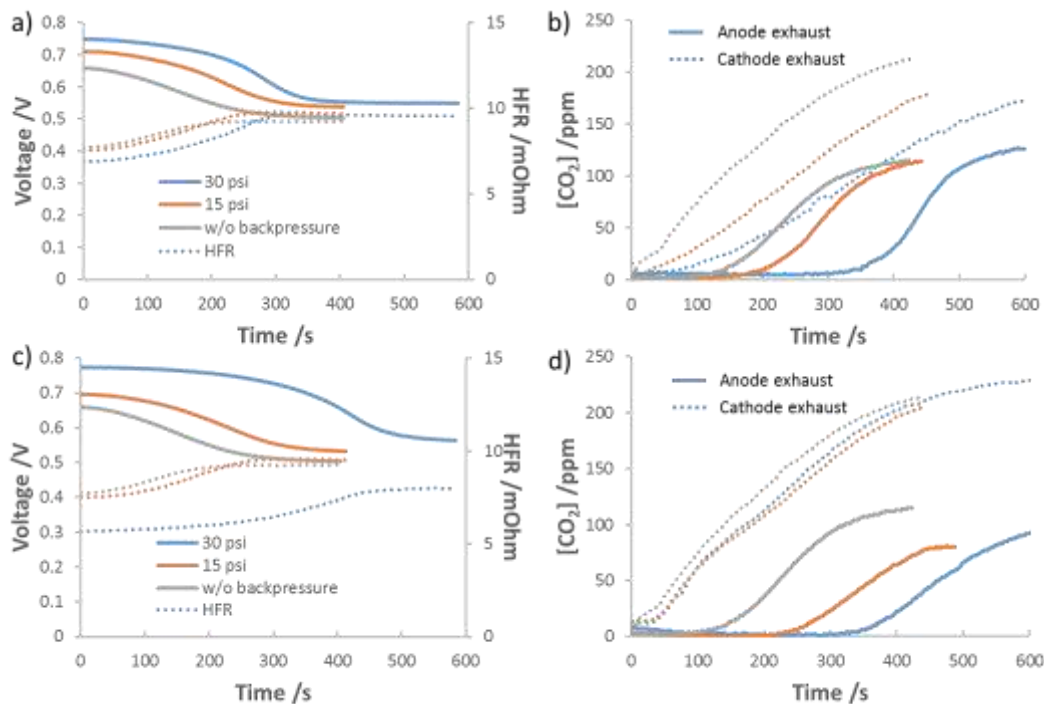 a)
Voltage /V
0.8
0.7
0.6
0.5
0.4
0.3
0.2
0.1
0
15
10
5
0
HFR /mOhm
30 psi
15 psi
w/o backpressure
HFR
0 100 200 300 400 500 600
Time /s
b)
[CO2] /ppm
250
200
150
100
50
0
Anode exhaust
Cathode exhaust
0 100 200 300 400 500 600
Time /s
c)
Voltage /V
0.8
0.7
0.6
0.5
0.4
0.3
0.2
0.1
0
15
10
5
0
HFR /mOhm
30 psi
15 psi
w/o backpressure
HFR
0 100 200 300 400 500 600
Time /s
d)
[CO2] /ppm
250
200
150
100
50
0
Anode exhaust
Cathode exhaust
0 100 200 300 400 500 600
Time /s